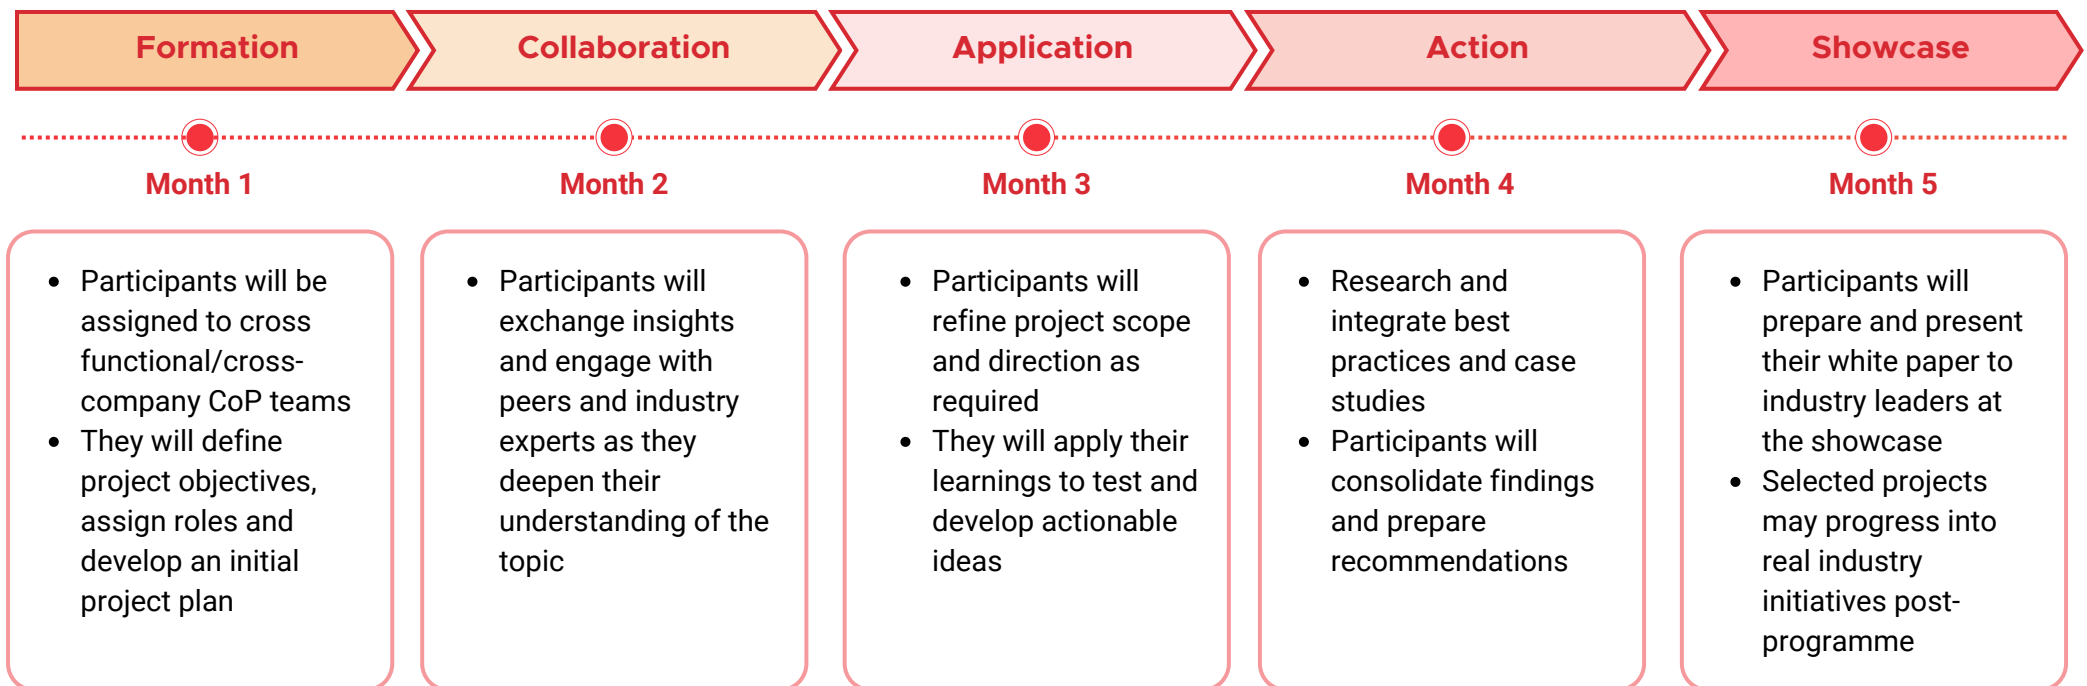 Formation
Collaboration
Application
Action
Showcase
Month 1
Month 2
Month 3
Month 4
Month 5
• Participants will be
assigned to cross
functional/cross-
company CoP teams
• They will define
project objectives,
assign roles and
develop an initial
project plan
• Participants will
exchange insights
and engage with
peers and industry
experts as they
deepen their
understanding of the
topic
• Participants will
refine project scope
and direction as
required
• They will apply their
learnings to test and
develop actionable
ideas
• Research and
integrate best
practices and case
studies
• Participants will
consolidate findings
and prepare
recommendations
• Participants will
prepare and present
their white paper to
industry leaders at
the showcase
• Selected projects
may progress into
real industry
initiatives post-
programme